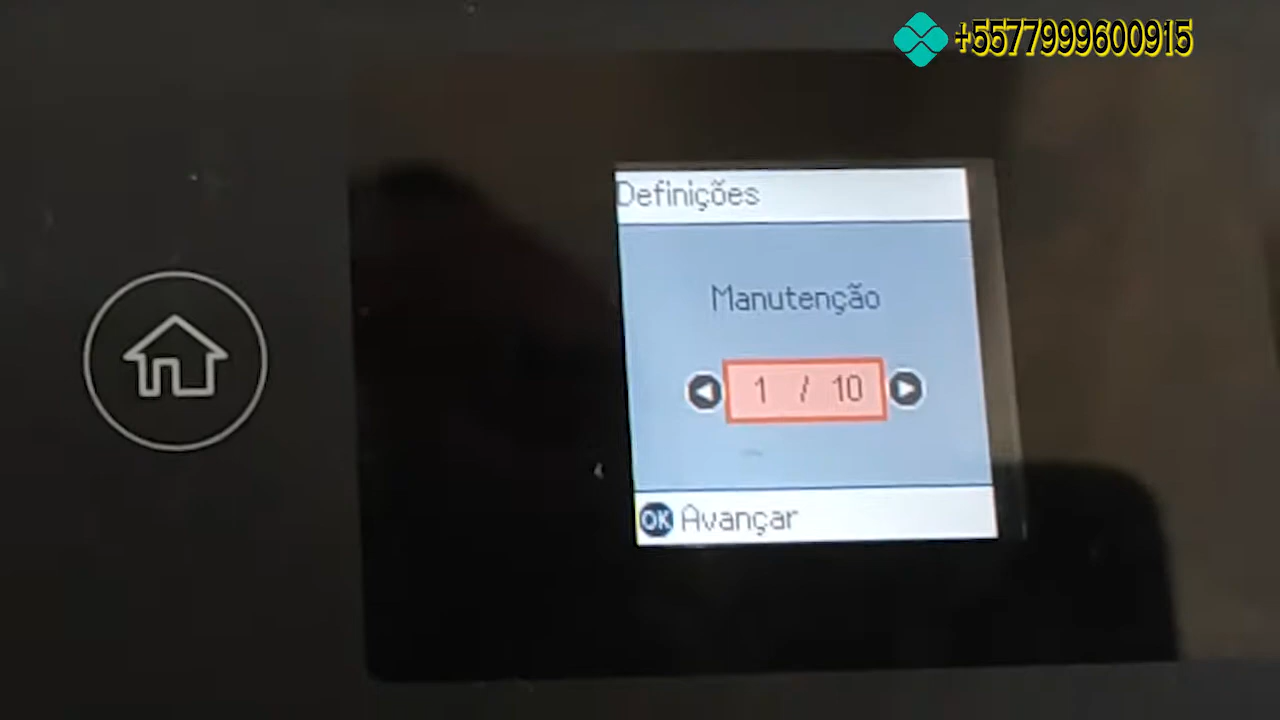 +5577999600915
Definições
Manutenção
1 / 10
OK Avançar